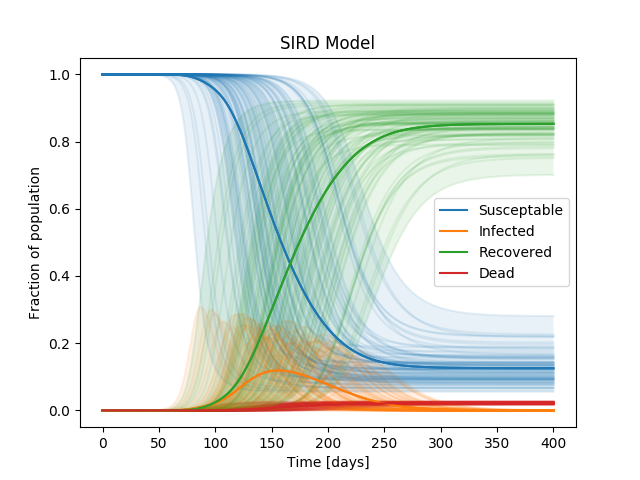 SIRD Model
Fraction of population
1.0
0.8
0.6
0.4
0.2
0.0
Susceptable
Infected
Recovered
Dead
0 50 100 150 200 250 300 350 400
Time [days]